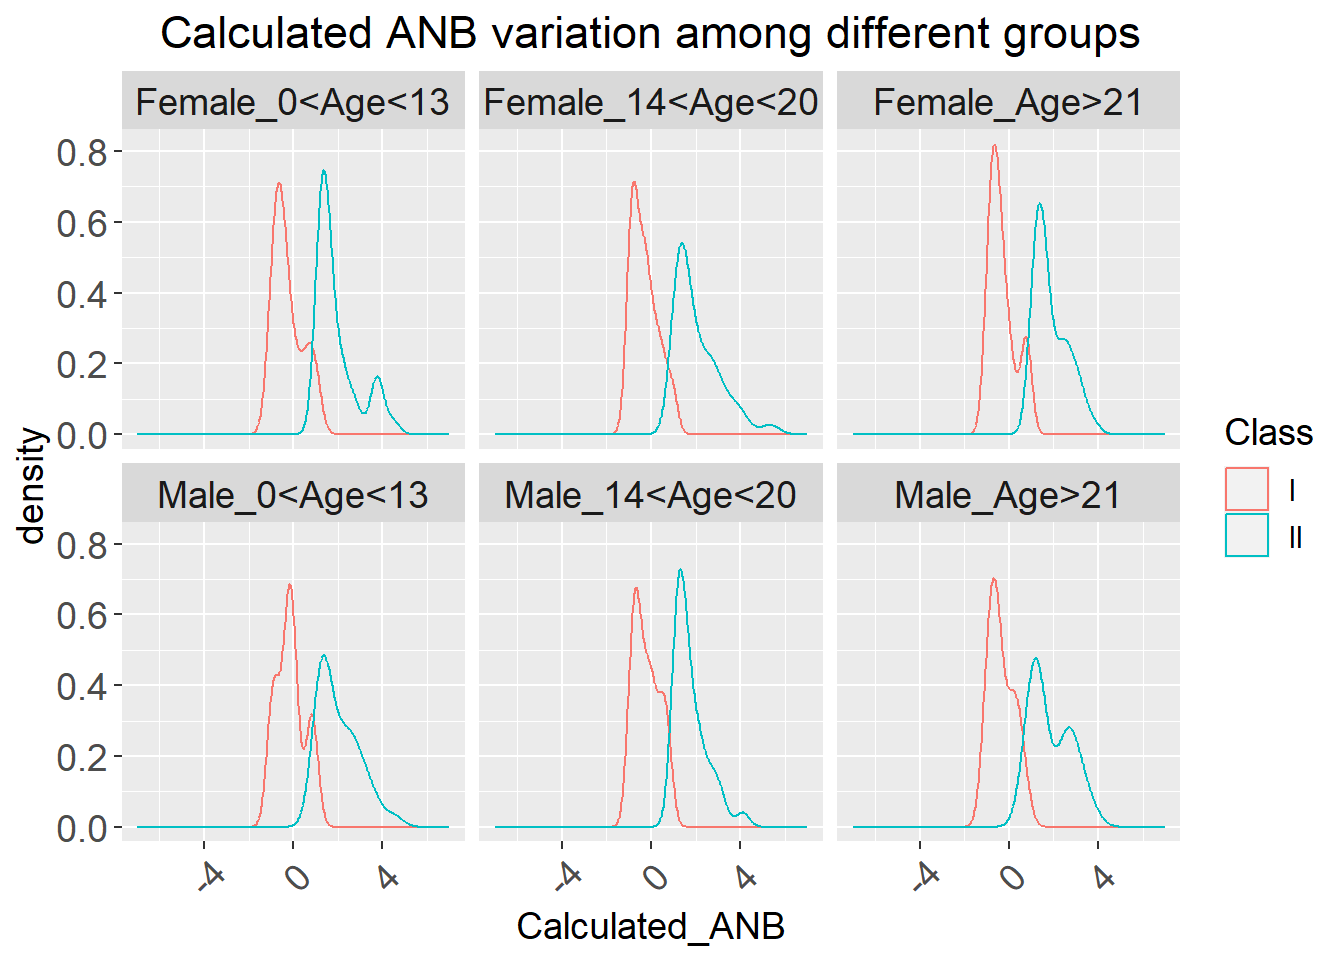 Calculated ANB variation among different groups
Female_0<Age<13 Female_14<Age<20 Female_Age>21
0.8
0.6
0.4
0.2
0.0
Male_0<Age<13 Male_14<Age<20 Male_Age>21
0.8
0.6
0.4
0.2
0.0
-4 0 4 -4 0 4 -4 0 4
Calculated_ANB
density
Class
I
II